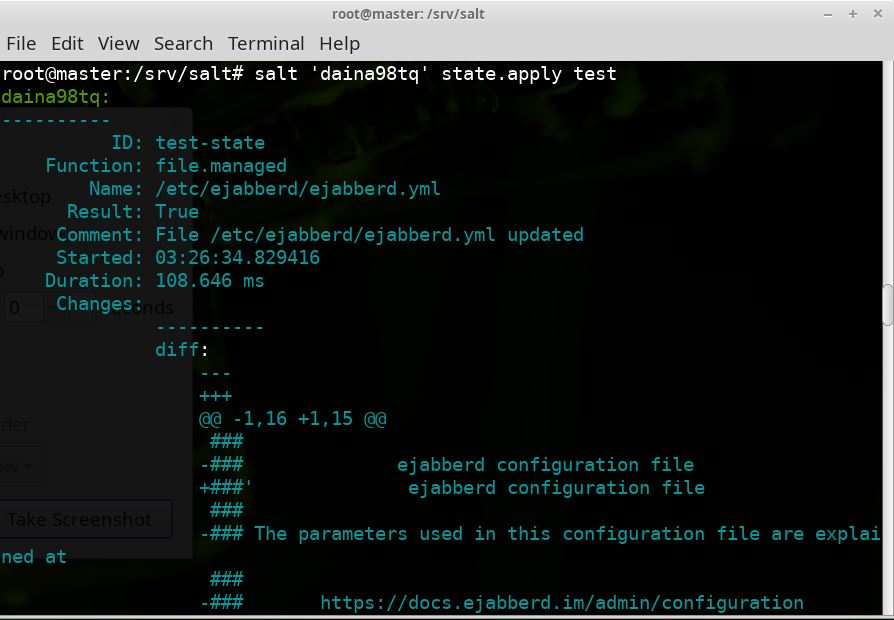 root@master: /srv/salt
File Edit View Search Terminal Help
root@master:/srv/salt# salt 'daina98tq' state.apply test
daina98tq:
----------
ID: test-state
Function: file.managed
esktop
Name: /etc/ejabberd/ejabberd.yml
Result: True
window
Comment: File /etc/ejabberd/ejabberd.yml updated
Started: 03:26:34.829416
Duration: 108.646 ms
0
Changes:
----------
diff:
---
+++
@@ -1,16 +1,15 @@
###
-### ejabberd configuration file
+###' ejabberd configuration file
###
Take Screenshot
-### The parameters used in this configuration file are explai
ned at
###
-### https://docs.ejabberd.im/admin/configuration